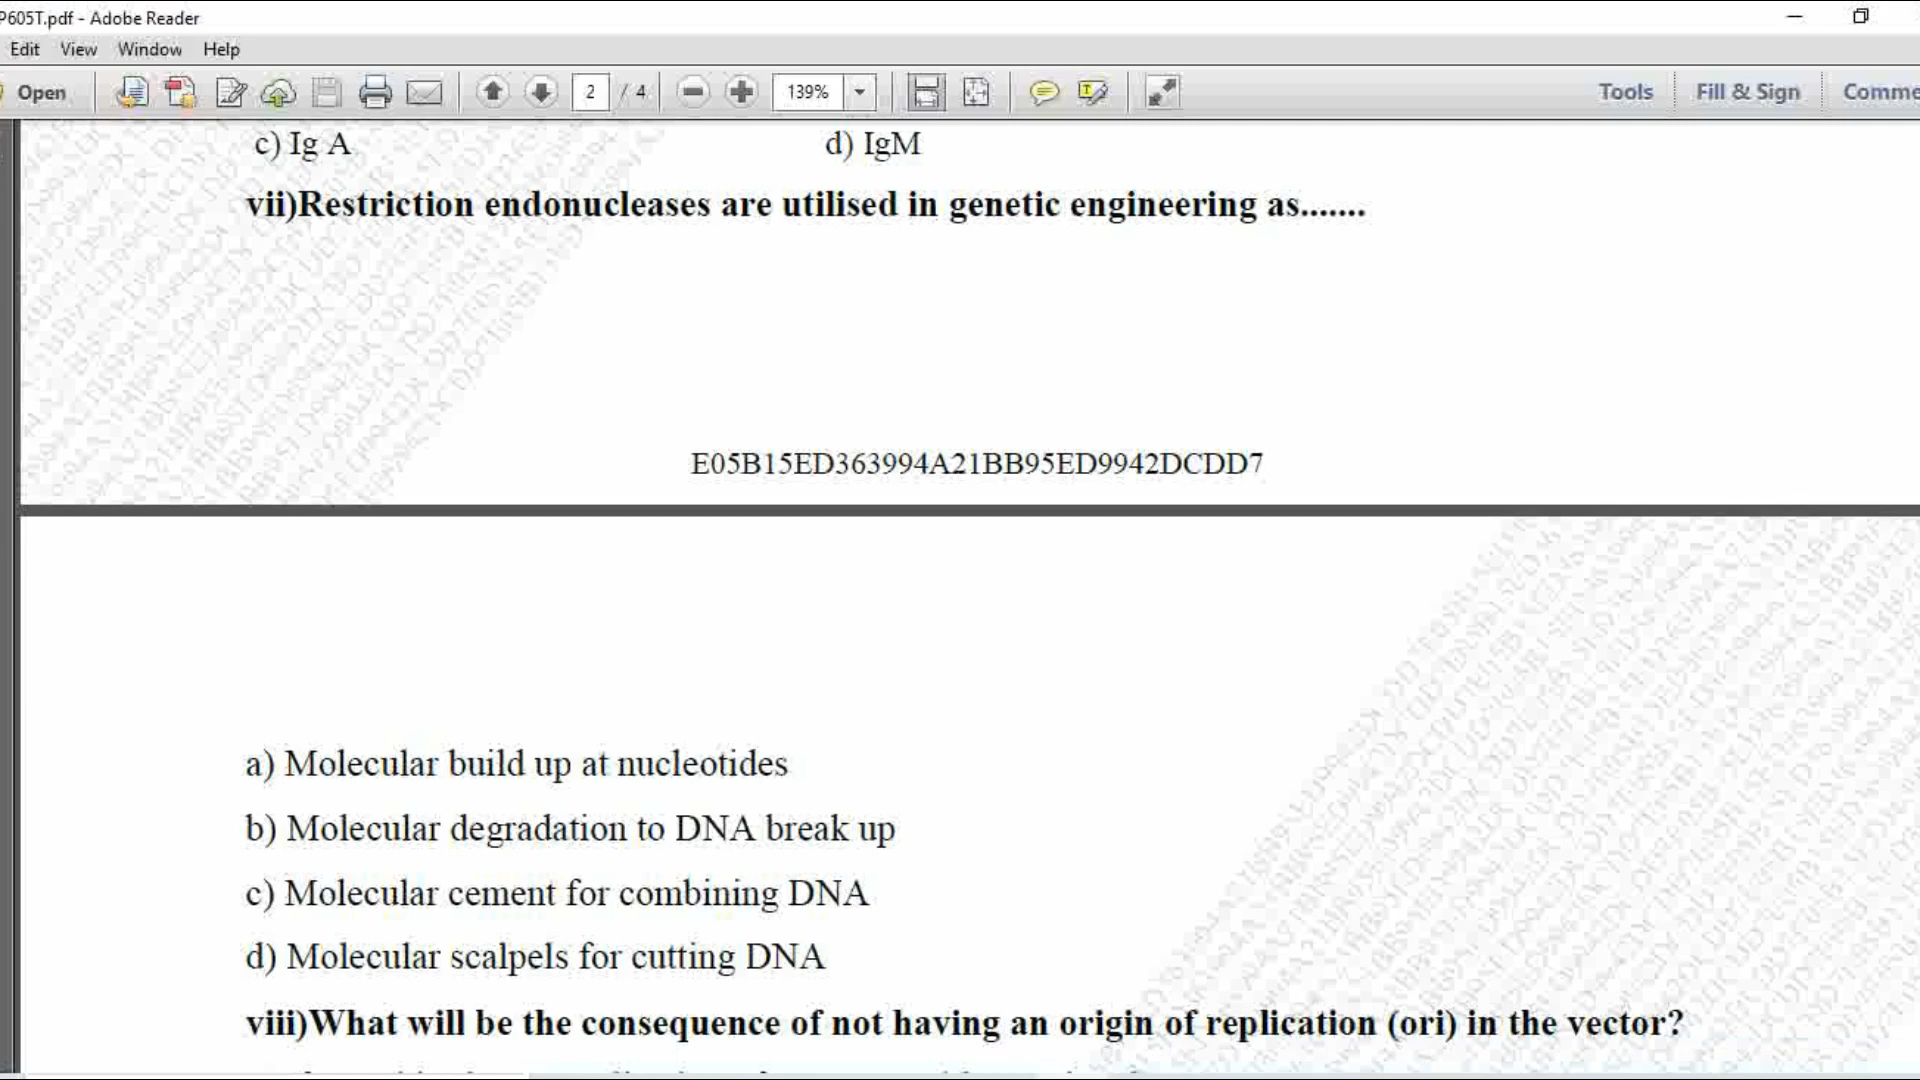 P605T.pdf - Adobe Reader
Edit View Window Help
Open 2 / 4 139% Tools Fill & Sign Comme
c) Ig A d) IgM
vii)Restriction endonucleases are utilised in genetic engineering as.......
E05B15ED363994A21BB95ED9942DCDD7
a) Molecular build up at nucleotides
b) Molecular degradation to DNA break up
c) Molecular cement for combining DNA
d) Molecular scalpels for cutting DNA
viii)What will be the consequence of not having an origin of replication (ori) in the vector?